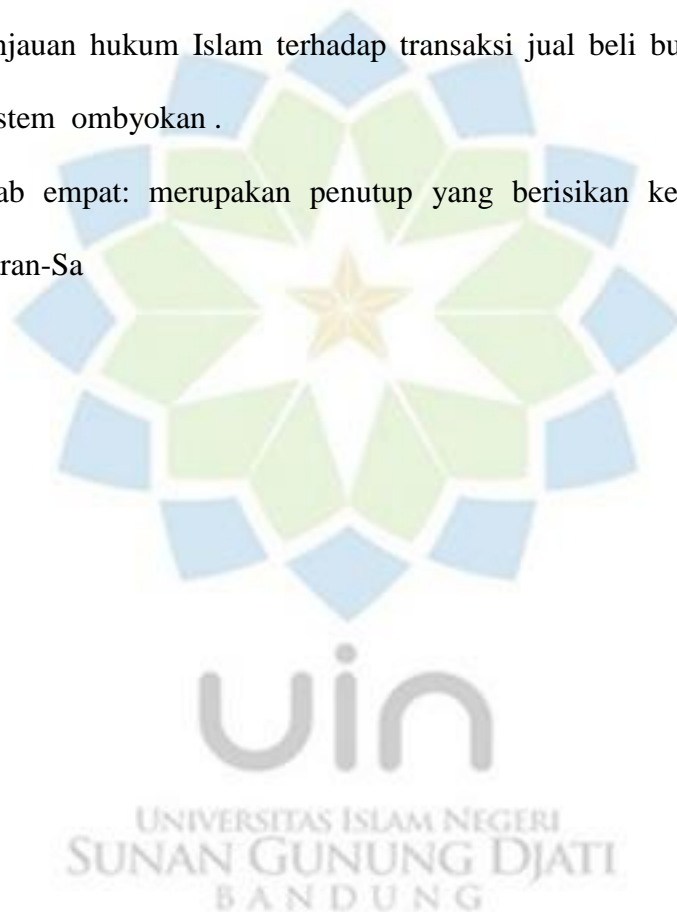 njauan hukum Islam terhadap transaksi jual beli bu
stem ombyokan .
ab empat: merupakan penutup yang berisikan ke
ran-Sa
uin
UNIVERSITAS ISLAM NEGERI
SUNAN GUNUNG DJATI
BANDUNG